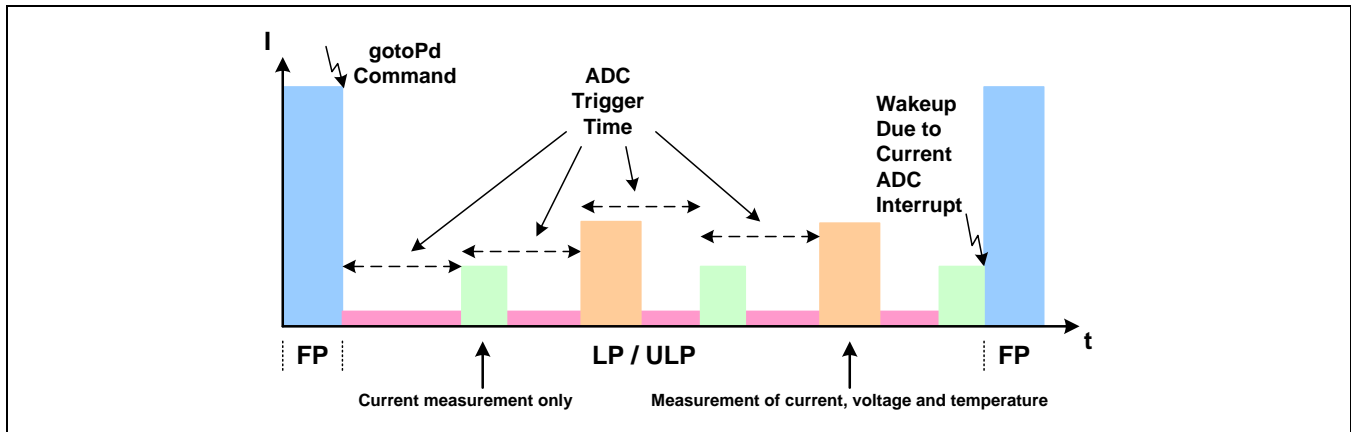 I
gotoPd
Command
ADC
Trigger
Time
Wakeup
Due to
Current
ADC
Interrupt
t
FP
LP / ULP
FP
Current measurement only
Measurement of current, voltage and temperature